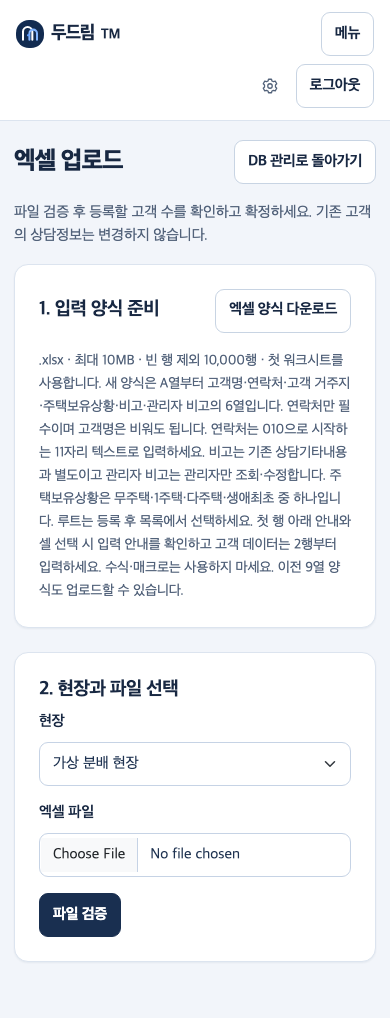 두드림 TM
메뉴
로그아웃
엑셀 업로드
DB 관리로 돌아가기
파일 검증 후 등록할 고객 수를 확인하고 확정하세요. 기존 고객
의 상담정보는 변경하지 않습니다.
1. 입력 양식 준비
엑셀 양식 다운로드
.xlsx · 최대 10MB · 빈 행 제외 10,000행 · 첫 워크시트를
사용합니다. 새 양식은 A열부터 고객명·연락처·고객 거주지
·주택보유상황·비고·관리자 비고의 6열입니다. 연락처만 필
수이며 고객명은 비워도 됩니다. 연락처는 010으로 시작하
는 11자리 텍스트로 입력하세요. 비고는 기존 상담기타내용
과 별도이고 관리자 비고는 관리자만 조회·수정합니다. 주
택보유상황은 무주택·1주택·다주택·생애최초 중 하나입니
다. 루트는 등록 후 목록에서 선택하세요. 첫 행 아래 안내와
셀 선택 시 입력 안내를 확인하고 고객 데이터는 2행부터
입력하세요. 수식·매크로는 사용하지 마세요. 이전 9열 양
식도 업로드할 수 있습니다.
2. 현장과 파일 선택
현장
가상 분배 현장
엑셀 파일
Choose File No file chosen
파일 검증